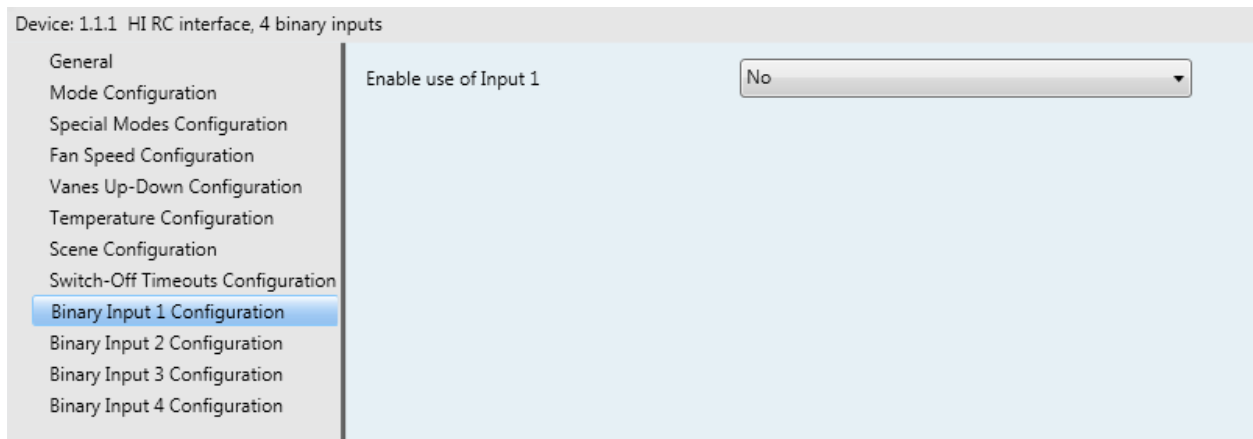 Device: 1.1.1 HI RC interface, 4 binary inputs
General
Mode Configuration
Special Modes Configuration
Fan Speed Configuration
Vanes Up-Down Configuration
Temperature Configuration
Scene Configuration
Switch-Off Timeouts Configuration
Binary Input 1 Configuration
Binary Input 2 Configuration
Binary Input 3 Configuration
Binary Input 4 Configuration
Enable use of Input 1 No